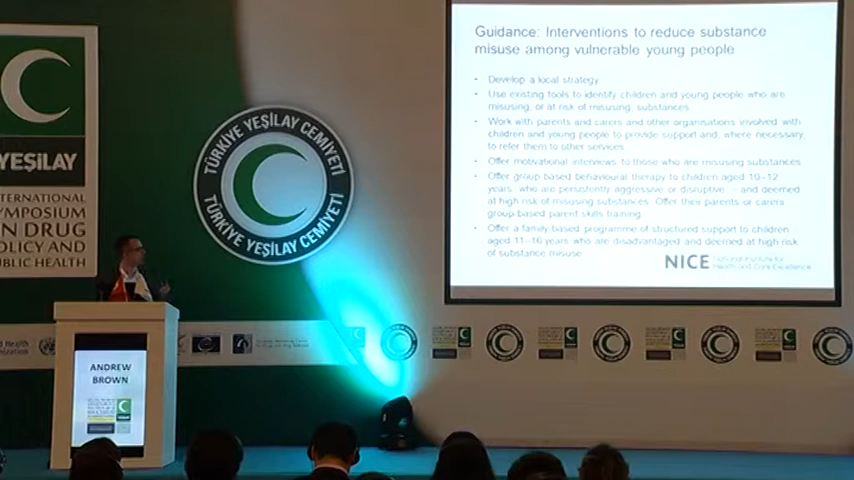 YEŞİLAY
INTERNATIONAL
SYMPOSIUM
ON DRUG
POLICY AND
PUBLIC HEALTH
TÜRKİYE YEŞİLAY CEMİYETİ
TÜRKİYE YEŞİLAY CEMİYETİ
Guidance: Interventions to reduce substance
misuse among vulnerable young people
• Develop a local strategy
• Use existing tools to identify children and young people who are
misusing, or at risk of misusing, substances
• Work with parents and carers and other organisations involved with
children and young people to provide support and, where necessary,
to refer them to other services
• Offer motivational interviews to those who are misusing substances
• Offer group-based behavioural therapy to children aged 10–12
years, who are persistently aggressive or disruptive – and deemed
at high risk of misusing substances. Offer their parents or carers
group-based parent skills training.
• Offer a family-based programme of structured support to children
aged 11–16 years who are disadvantaged and deemed at high risk
of substance misuse
NICE National Institute for
Health and Care Excellence
ANDREW
BROWN